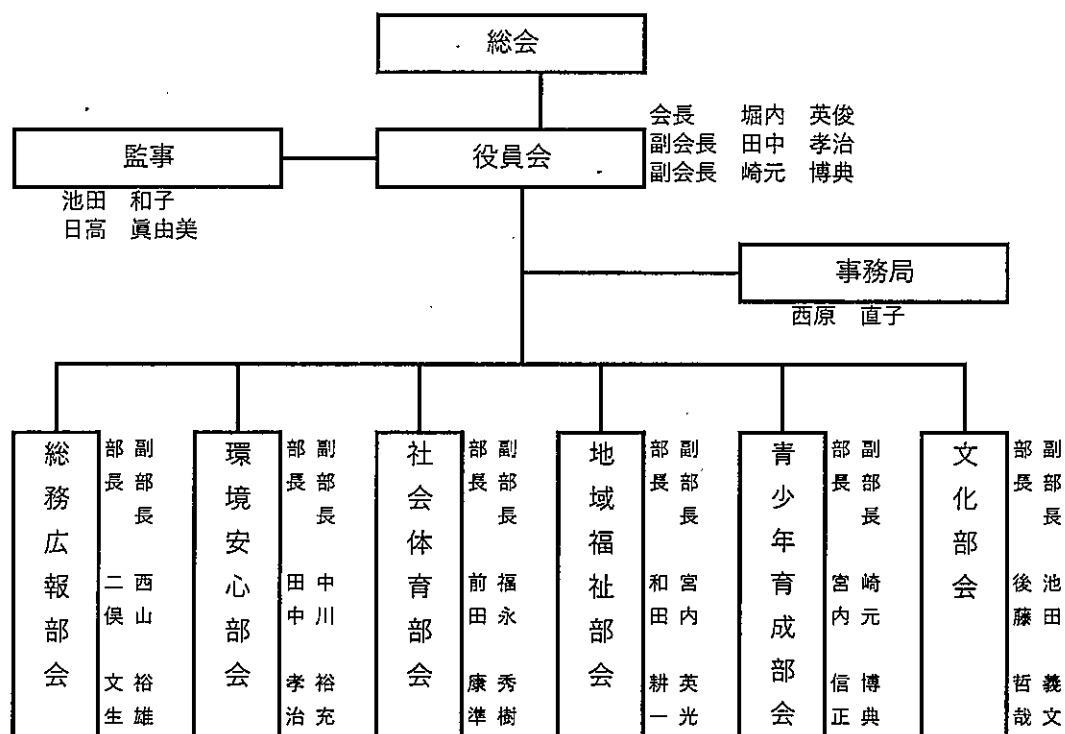 総会
会長 堀内 英俊
副会長 田中 孝治
副会長 崎元 博典
監事
役員会
池田 和子
日高 眞由美
事務局
西原 直子
総務広報部会
部長 二俣 文生
副部長 西山 裕雄
環境安心部会
部長 田中 孝治
副部長 中川 裕充
社会体育部会
部長 前田 康準
副部長 福永 秀樹
地域福祉部会
部長 和田 耕一
副部長 宮内 英光
青少年育成部会
部長 宮内 信正
副部長 崎元 博典
文化部会
部長 後藤 哲哉
副部長 池田 義文